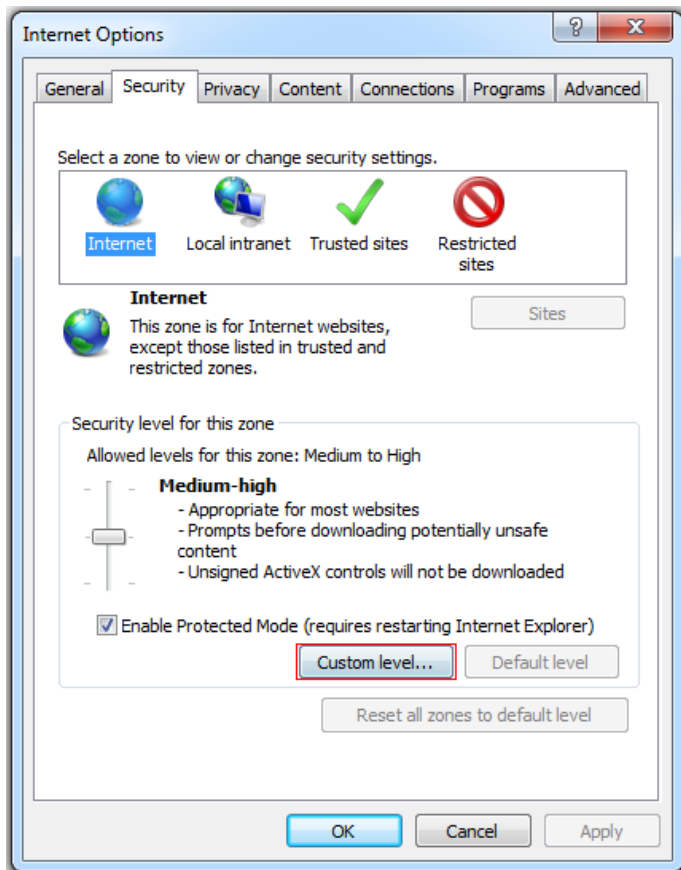 Internet Options
General Security Privacy Content Connections Programs Advanced
Select a zone to view or change security settings.
Internet Local intranet Trusted sites Restricted
sites
Internet
Sites
This zone is for Internet websites,
except those listed in trusted and
restricted zones.
Security level for this zone
Allowed levels for this zone: Medium to High
Medium-high
- Appropriate for most websites
- Prompts before downloading potentially unsafe
content
- Unsigned ActiveX controls will not be downloaded
Enable Protected Mode (requires restarting Internet Explorer)
Custom level... Default level
Reset all zones to default level
OK Cancel Apply